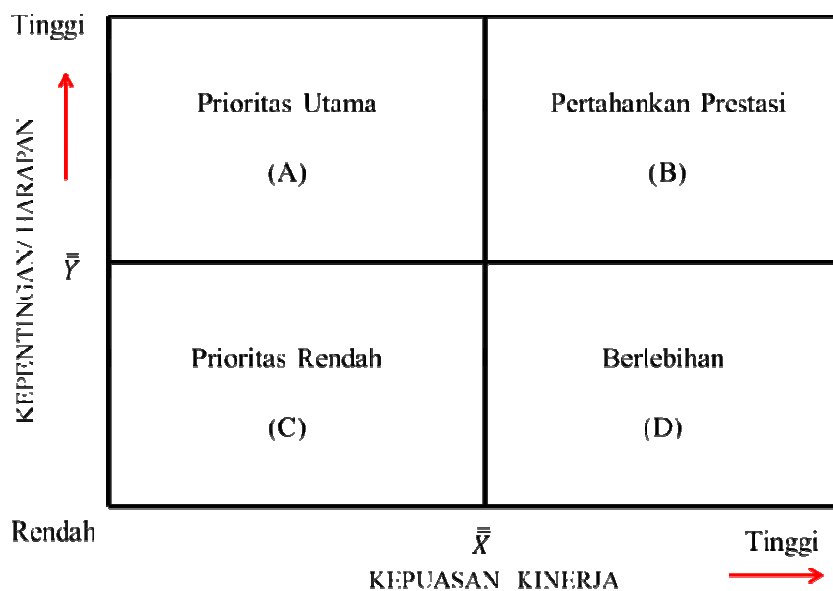 Tinggi
Prioritas Utama
Pertahankan Prestasi
(A)
(B)
KEPENTINGAN/ HARAPAN
Y̿
Prioritas Rendah
Berlebihan
(C)
(D)
Rendah
X̿
Tinggi
KEPUASAN KINERJA